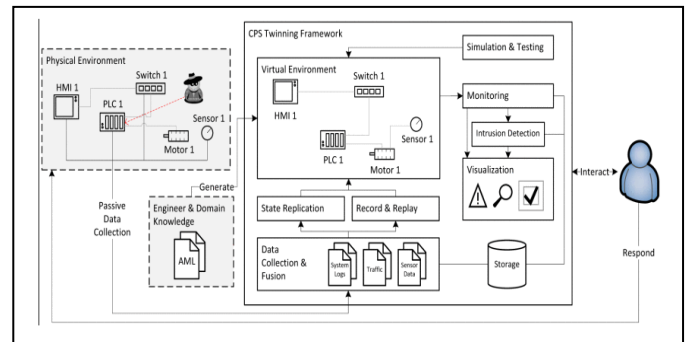 CPS Twinning Framework
Simulation & Testing
Physical Environment
Switch 1
HMI 1
PLC 1
Sensor 1
Motor 1
Virtual Environment
Switch 1
HMI 1
Sensor 1
PLC 1
Motor 1
Monitoring
Intrusion Detection
Visualization
Interact
Generate
Passive
Data
Collection
Engineer & Domain
Knowledge
AML
State Replication
Record & Replay
Data
Collection &
Fusion
System
Logs
Traffic
Sensor
Data
Storage
Respond